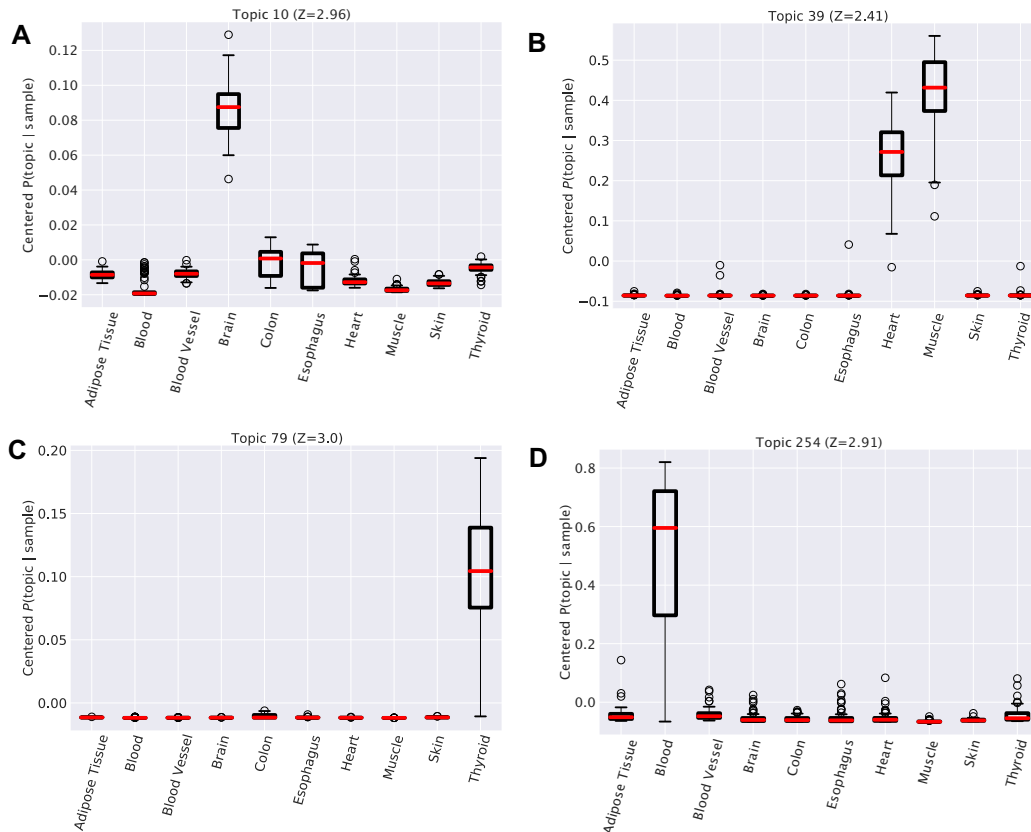 A
Topic 10 (Z=2.96)
Centered P(topic | sample)
0.12
0.10
0.08
0.06
0.04
0.02
0.00
−0.02
Adipose Tissue
Blood
Blood Vessel
Brain
Colon
Esophagus
Heart
Muscle
Skin
Thyroid
B
Topic 39 (Z=2.41)
Centered P(topic | sample)
0.5
0.4
0.3
0.2
0.1
0.0
−0.1
Adipose Tissue
Blood
Blood Vessel
Brain
Colon
Esophagus
Heart
Muscle
Skin
Thyroid
C
Topic 79 (Z=3.0)
Centered P(topic | sample)
0.20
0.15
0.10
0.05
0.00
Adipose Tissue
Blood
Blood Vessel
Brain
Colon
Esophagus
Heart
Muscle
Skin
Thyroid
D
Topic 254 (Z=2.91)
Centered P(topic | sample)
0.8
0.6
0.4
0.2
0.0
Adipose Tissue
Blood
Blood Vessel
Brain
Colon
Esophagus
Heart
Muscle
Skin
Thyroid